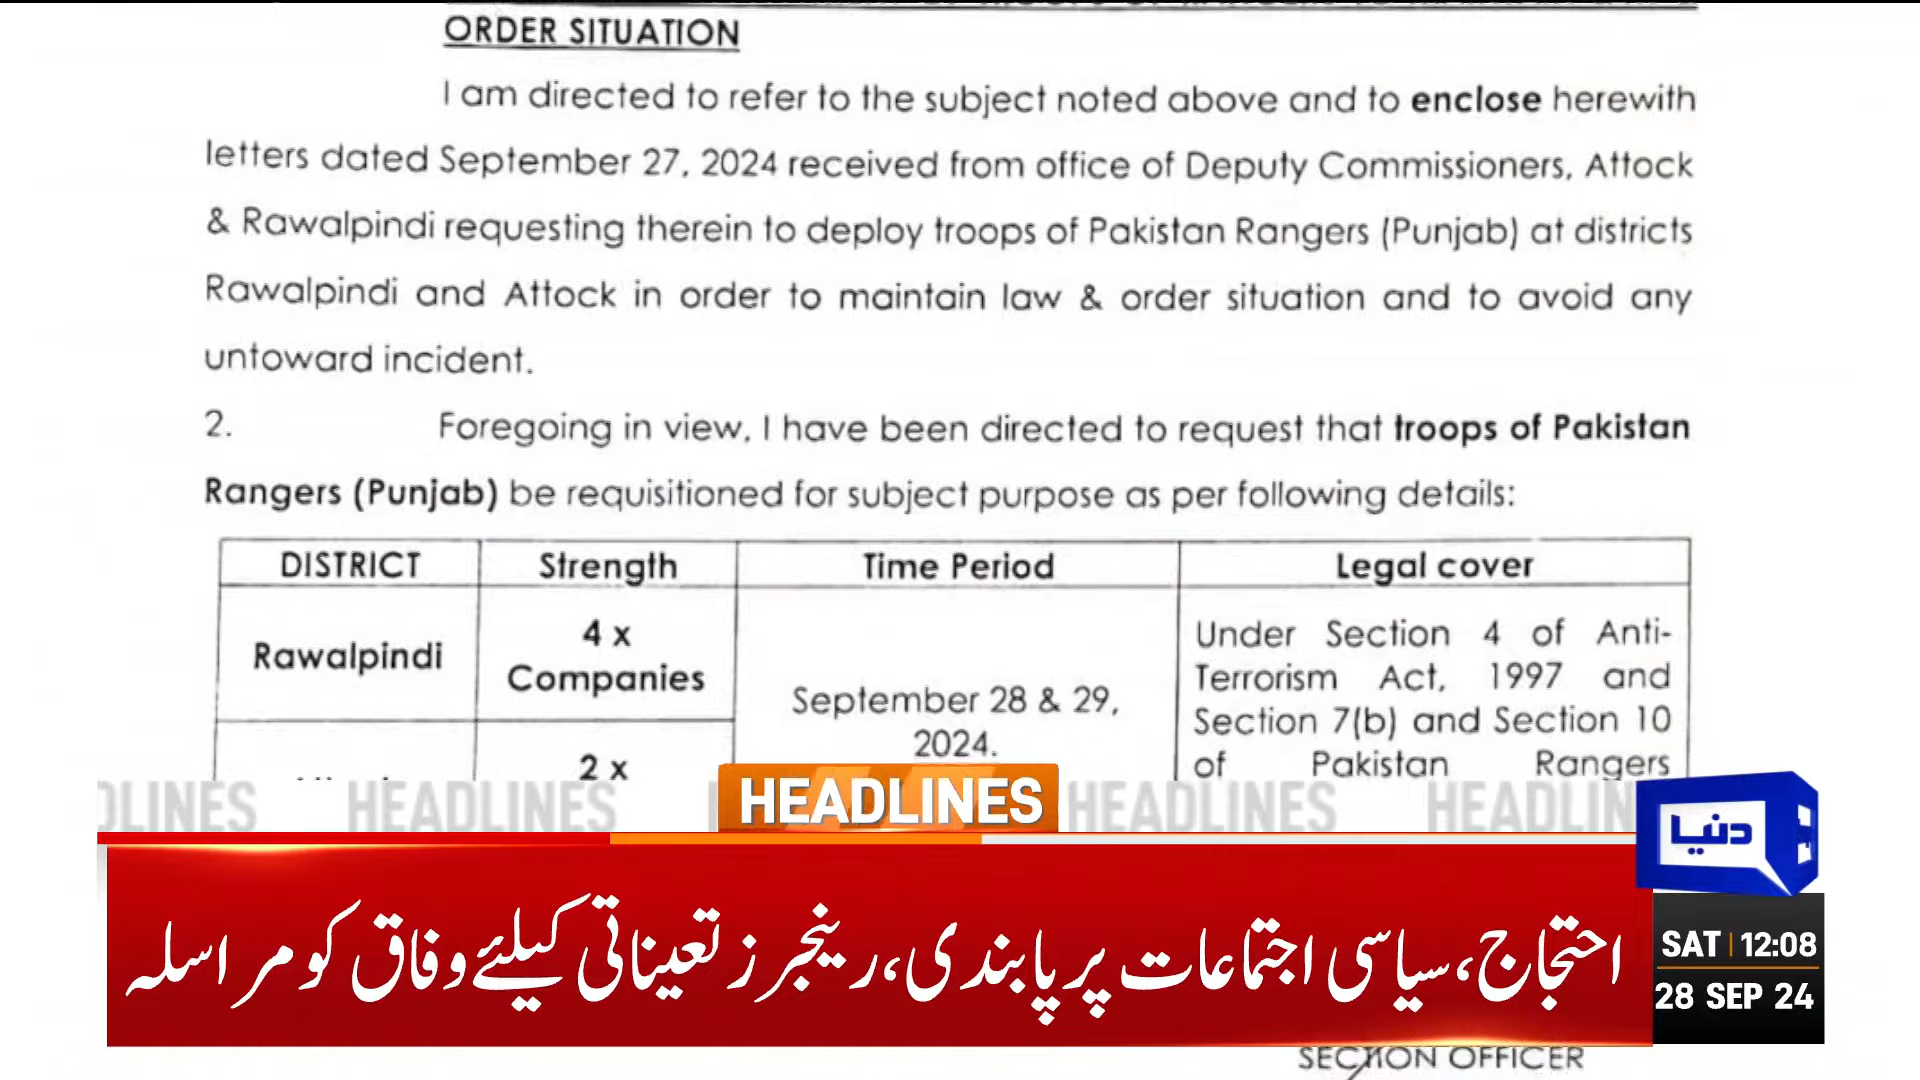 ORDER SITUATION
I am directed to refer to the subject noted above and to enclose herewith
letters dated September 27, 2024 received from office of Deputy Commissioners, Attock
& Rawalpindi requesting therein to deploy troops of Pakistan Rangers (Punjab) at districts
Rawalpindi and Attock in order to maintain law & order situation and to avoid any
untoward incident.
2. Foregoing in view, I have been directed to request that troops of Pakistan
Rangers (Punjab) be requisitioned for subject purpose as per following details:
DISTRICT Strength Time Period Legal cover
Rawalpindi
4 x
Companies
2 x
September 28 & 29,
2024.
Under Section 4 of Anti-
Terrorism Act, 1997 and
Section 7(b) and Section 10
of Pakistan Rangers
HEADLINES HEADLINES HEADLINES
دنیا
احتجاج، سیاسی اجتماعات پر پابندی، رینجرز تعیناتی کیلئے وفاق کو مراسلہ
SAT 12:08
28 SEP 24
SECTION OFFICER